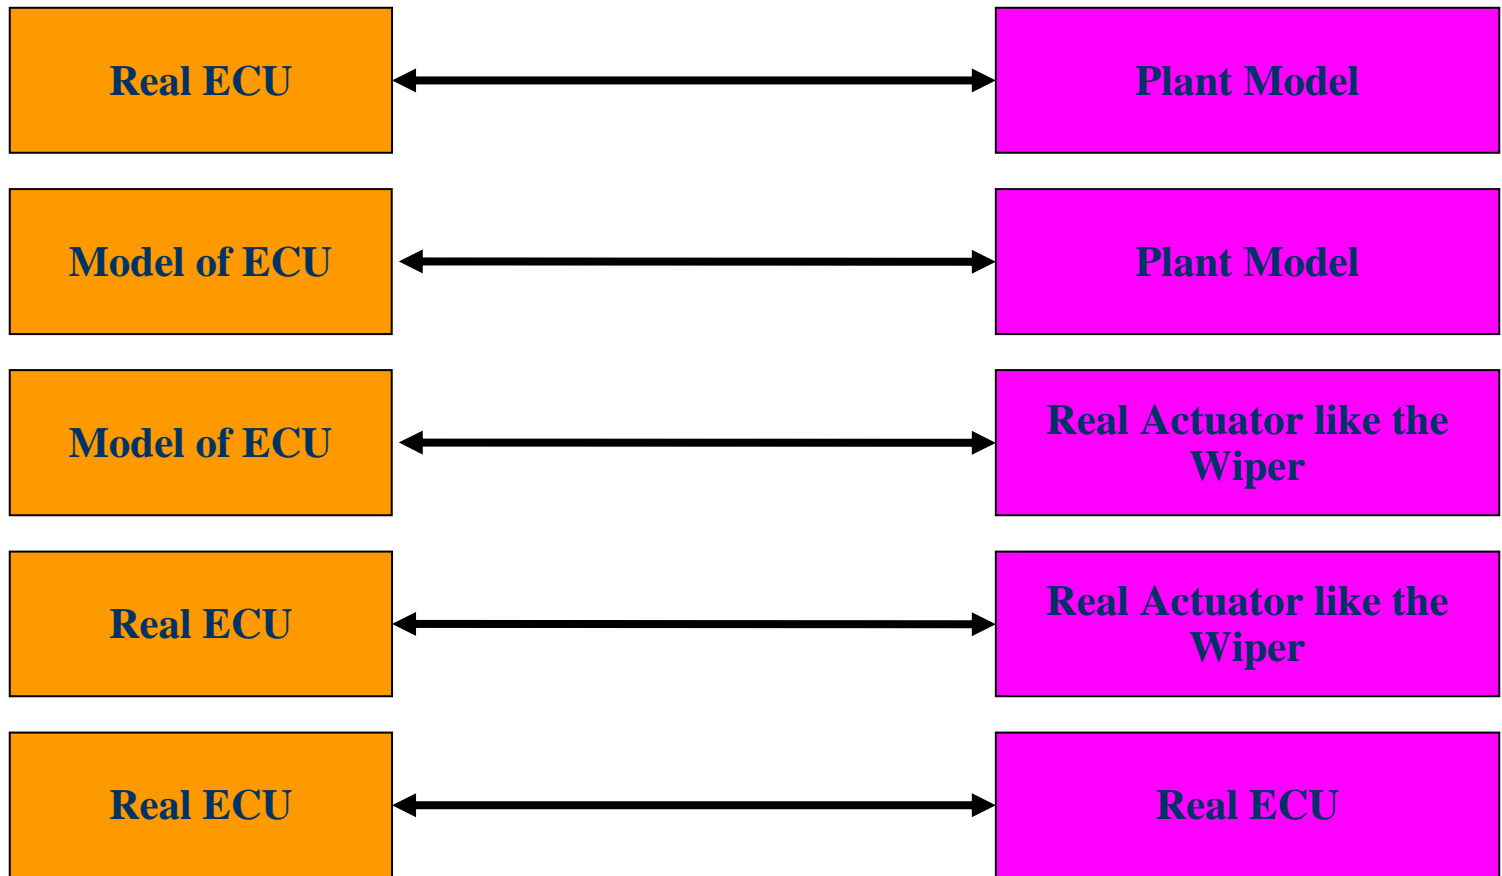 Real ECU
Plant Model
Model of ECU
Plant Model
Model of ECU
Real Actuator like the
Wiper
Real ECU
Real Actuator like the
Wiper
Real ECU
Real ECU